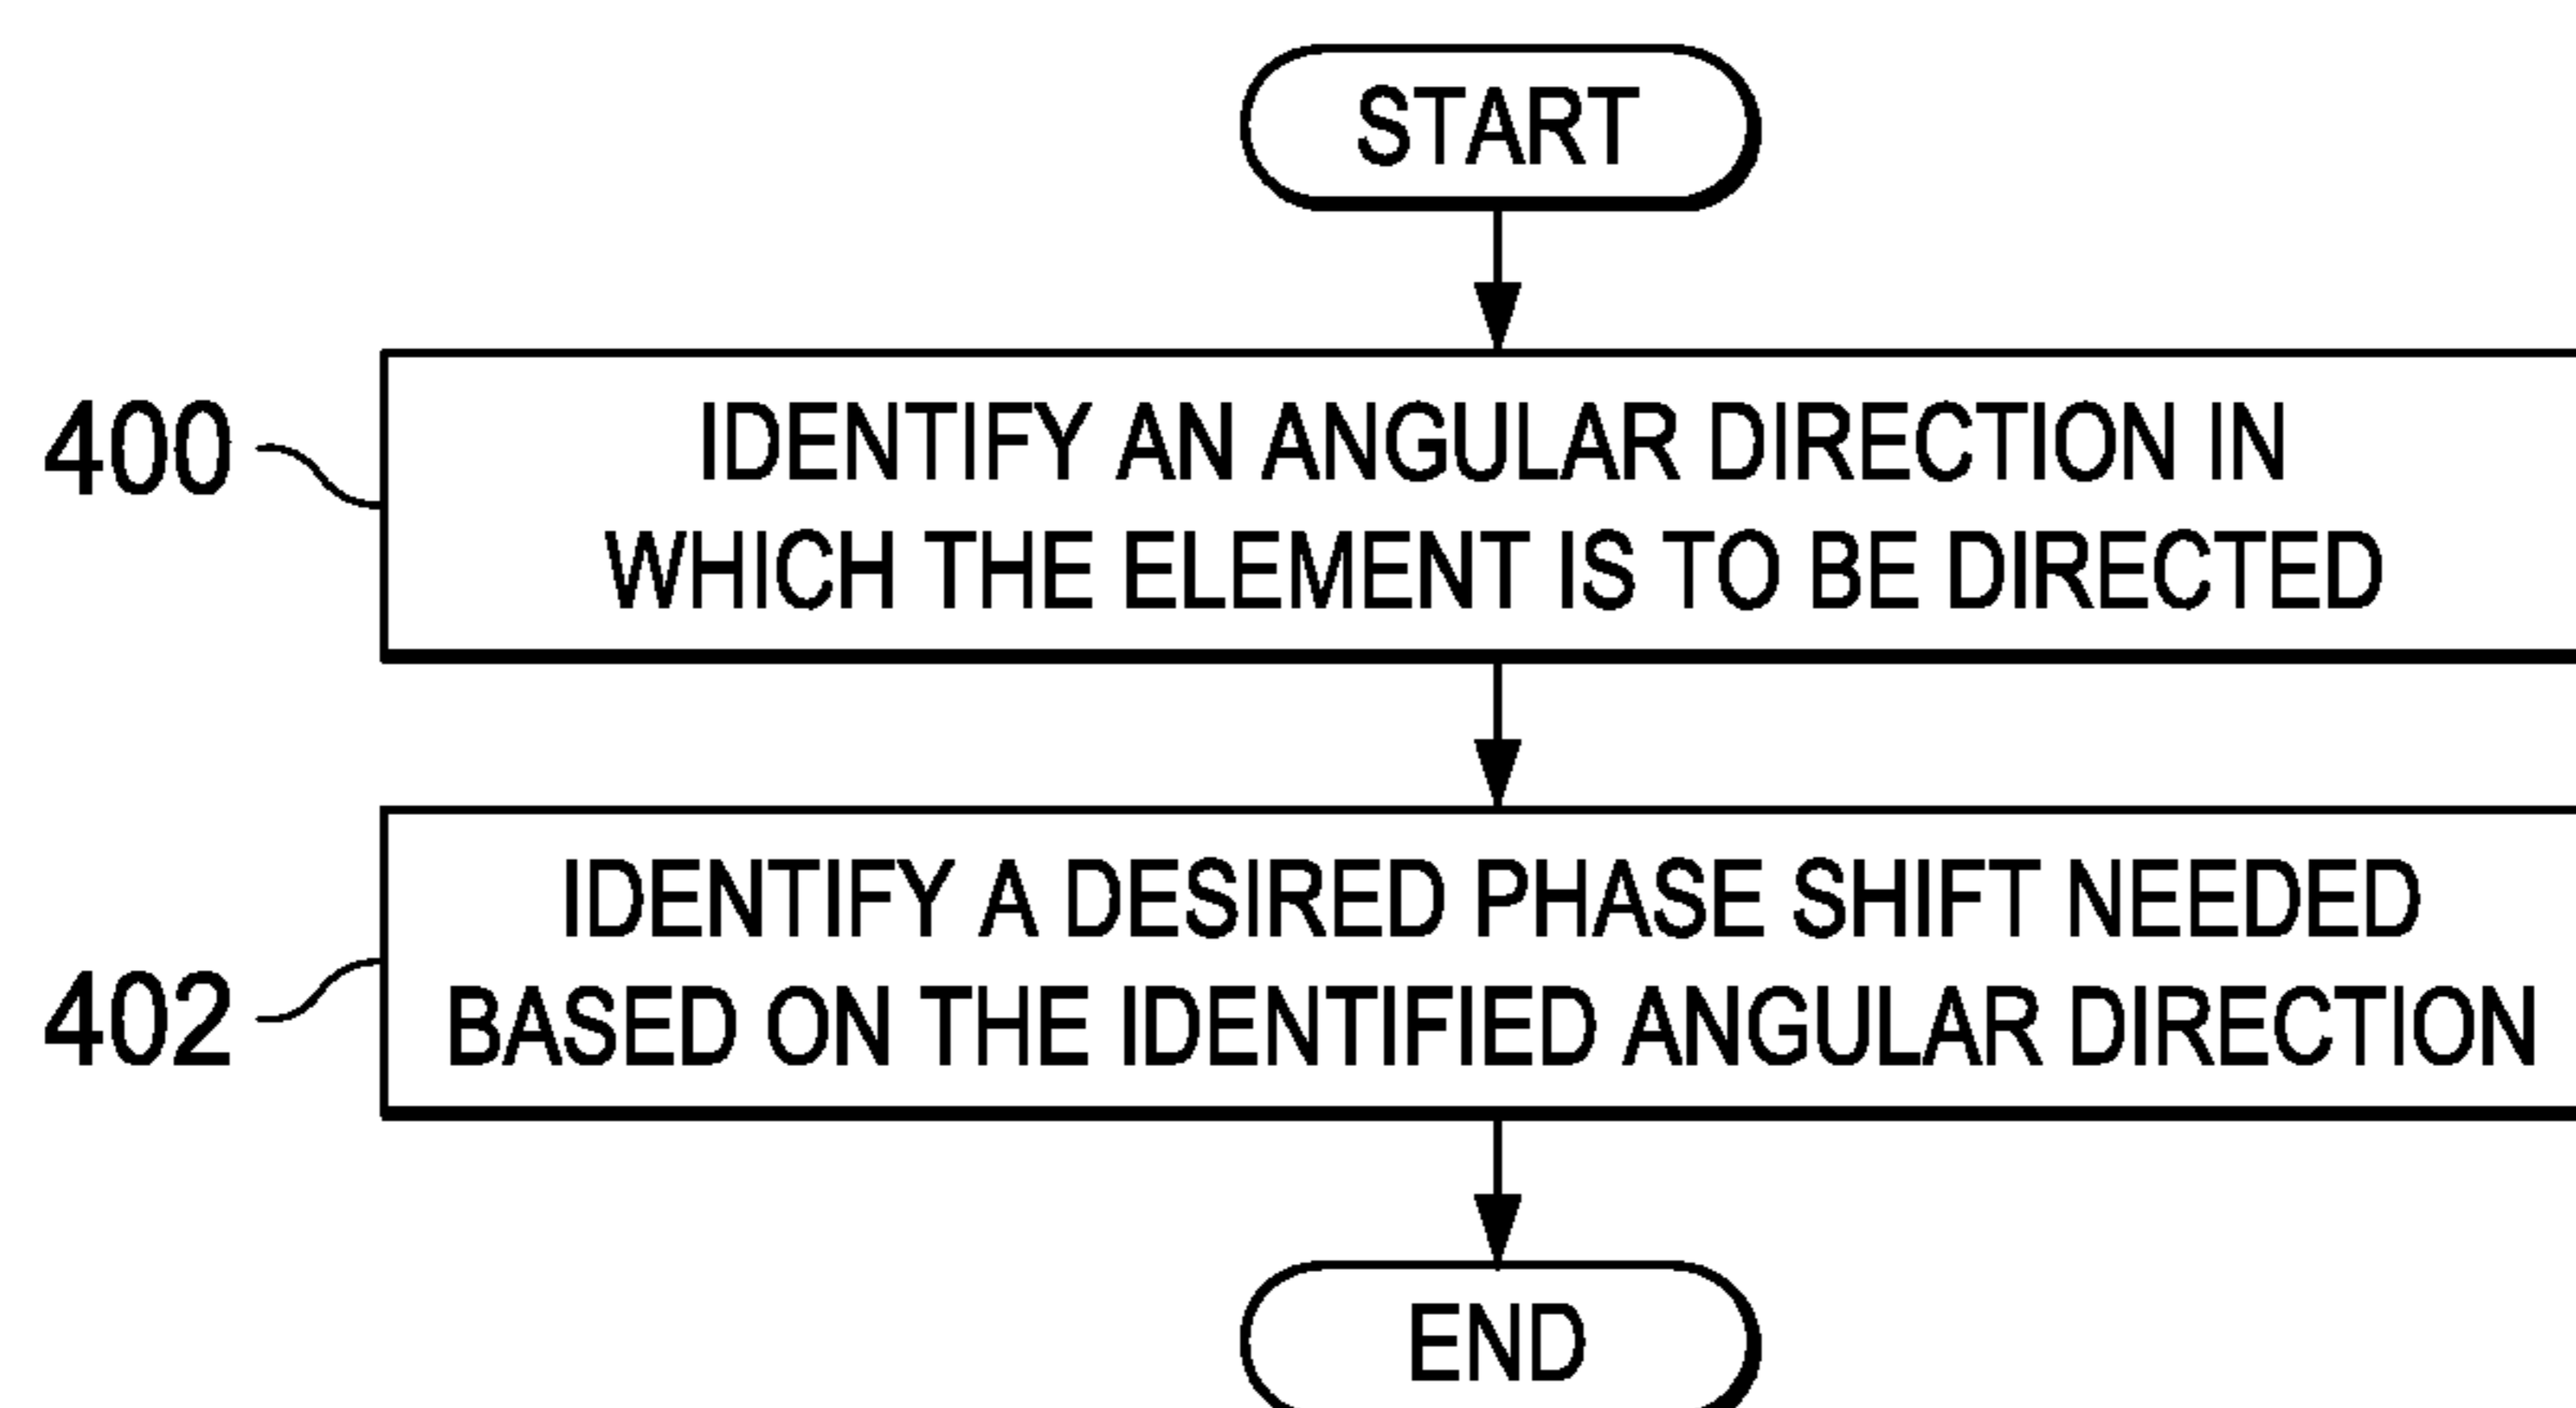 START
400
IDENTIFY AN ANGULAR DIRECTION IN
WHICH THE ELEMENT IS TO BE DIRECTED
402
IDENTIFY A DESIRED PHASE SHIFT NEEDED
BASED ON THE IDENTIFIED ANGULAR DIRECTION
END